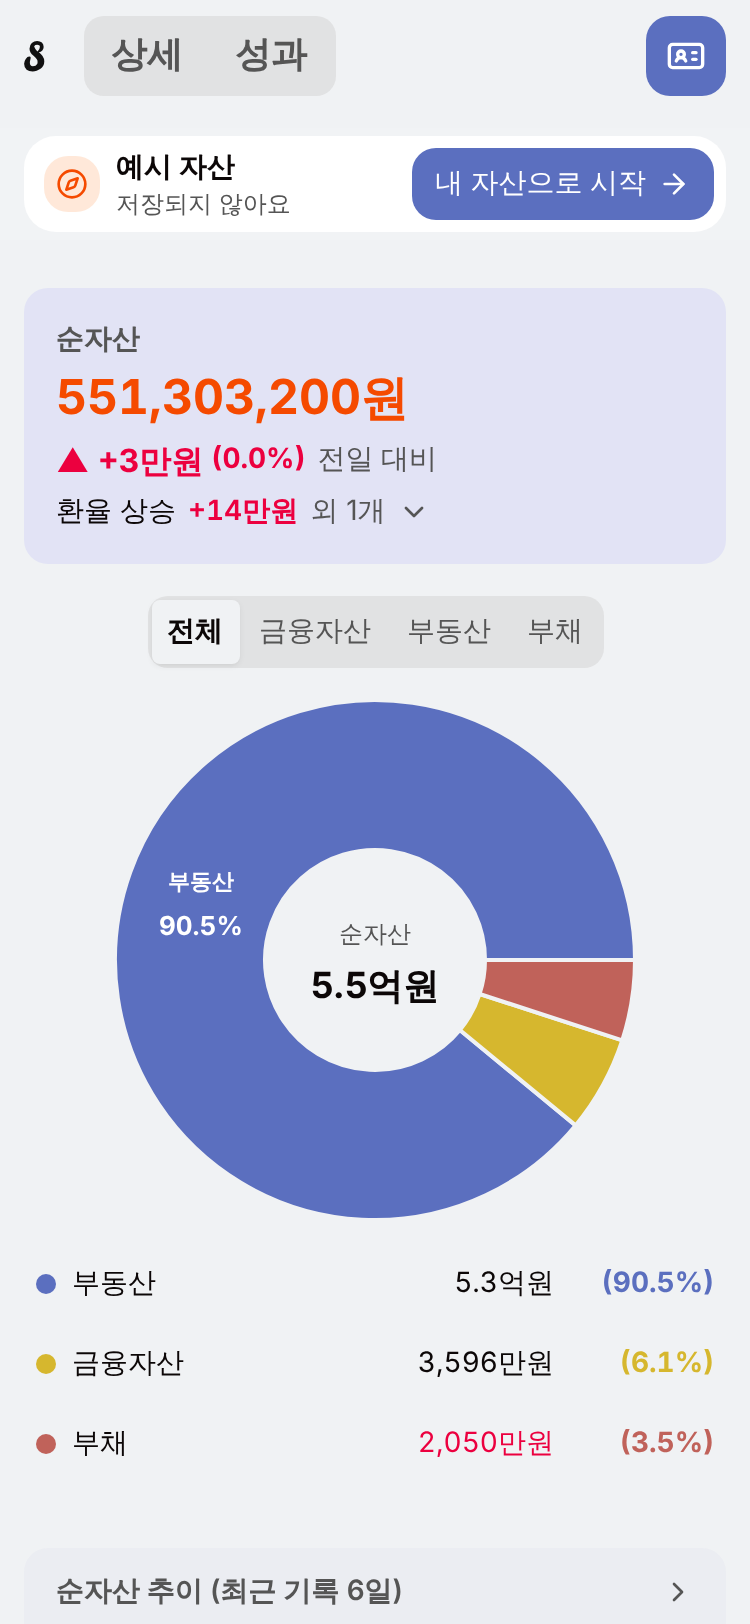 S
상세 성과
예시 자산
저장되지 않아요
내 자산으로 시작
순자산
551,303,200원
▲ +3만원 (0.0%) 전일 대비
환율 상승 +14만원 외 1개
전체 금융자산 부동산 부채
부동산
90.5%
순자산
5.5억원
부동산 5.3억원 (90.5%)
금융자산 3,596만원 (6.1%)
부채 2,050만원 (3.5%)
순자산 추이 (최근 기록 6일)